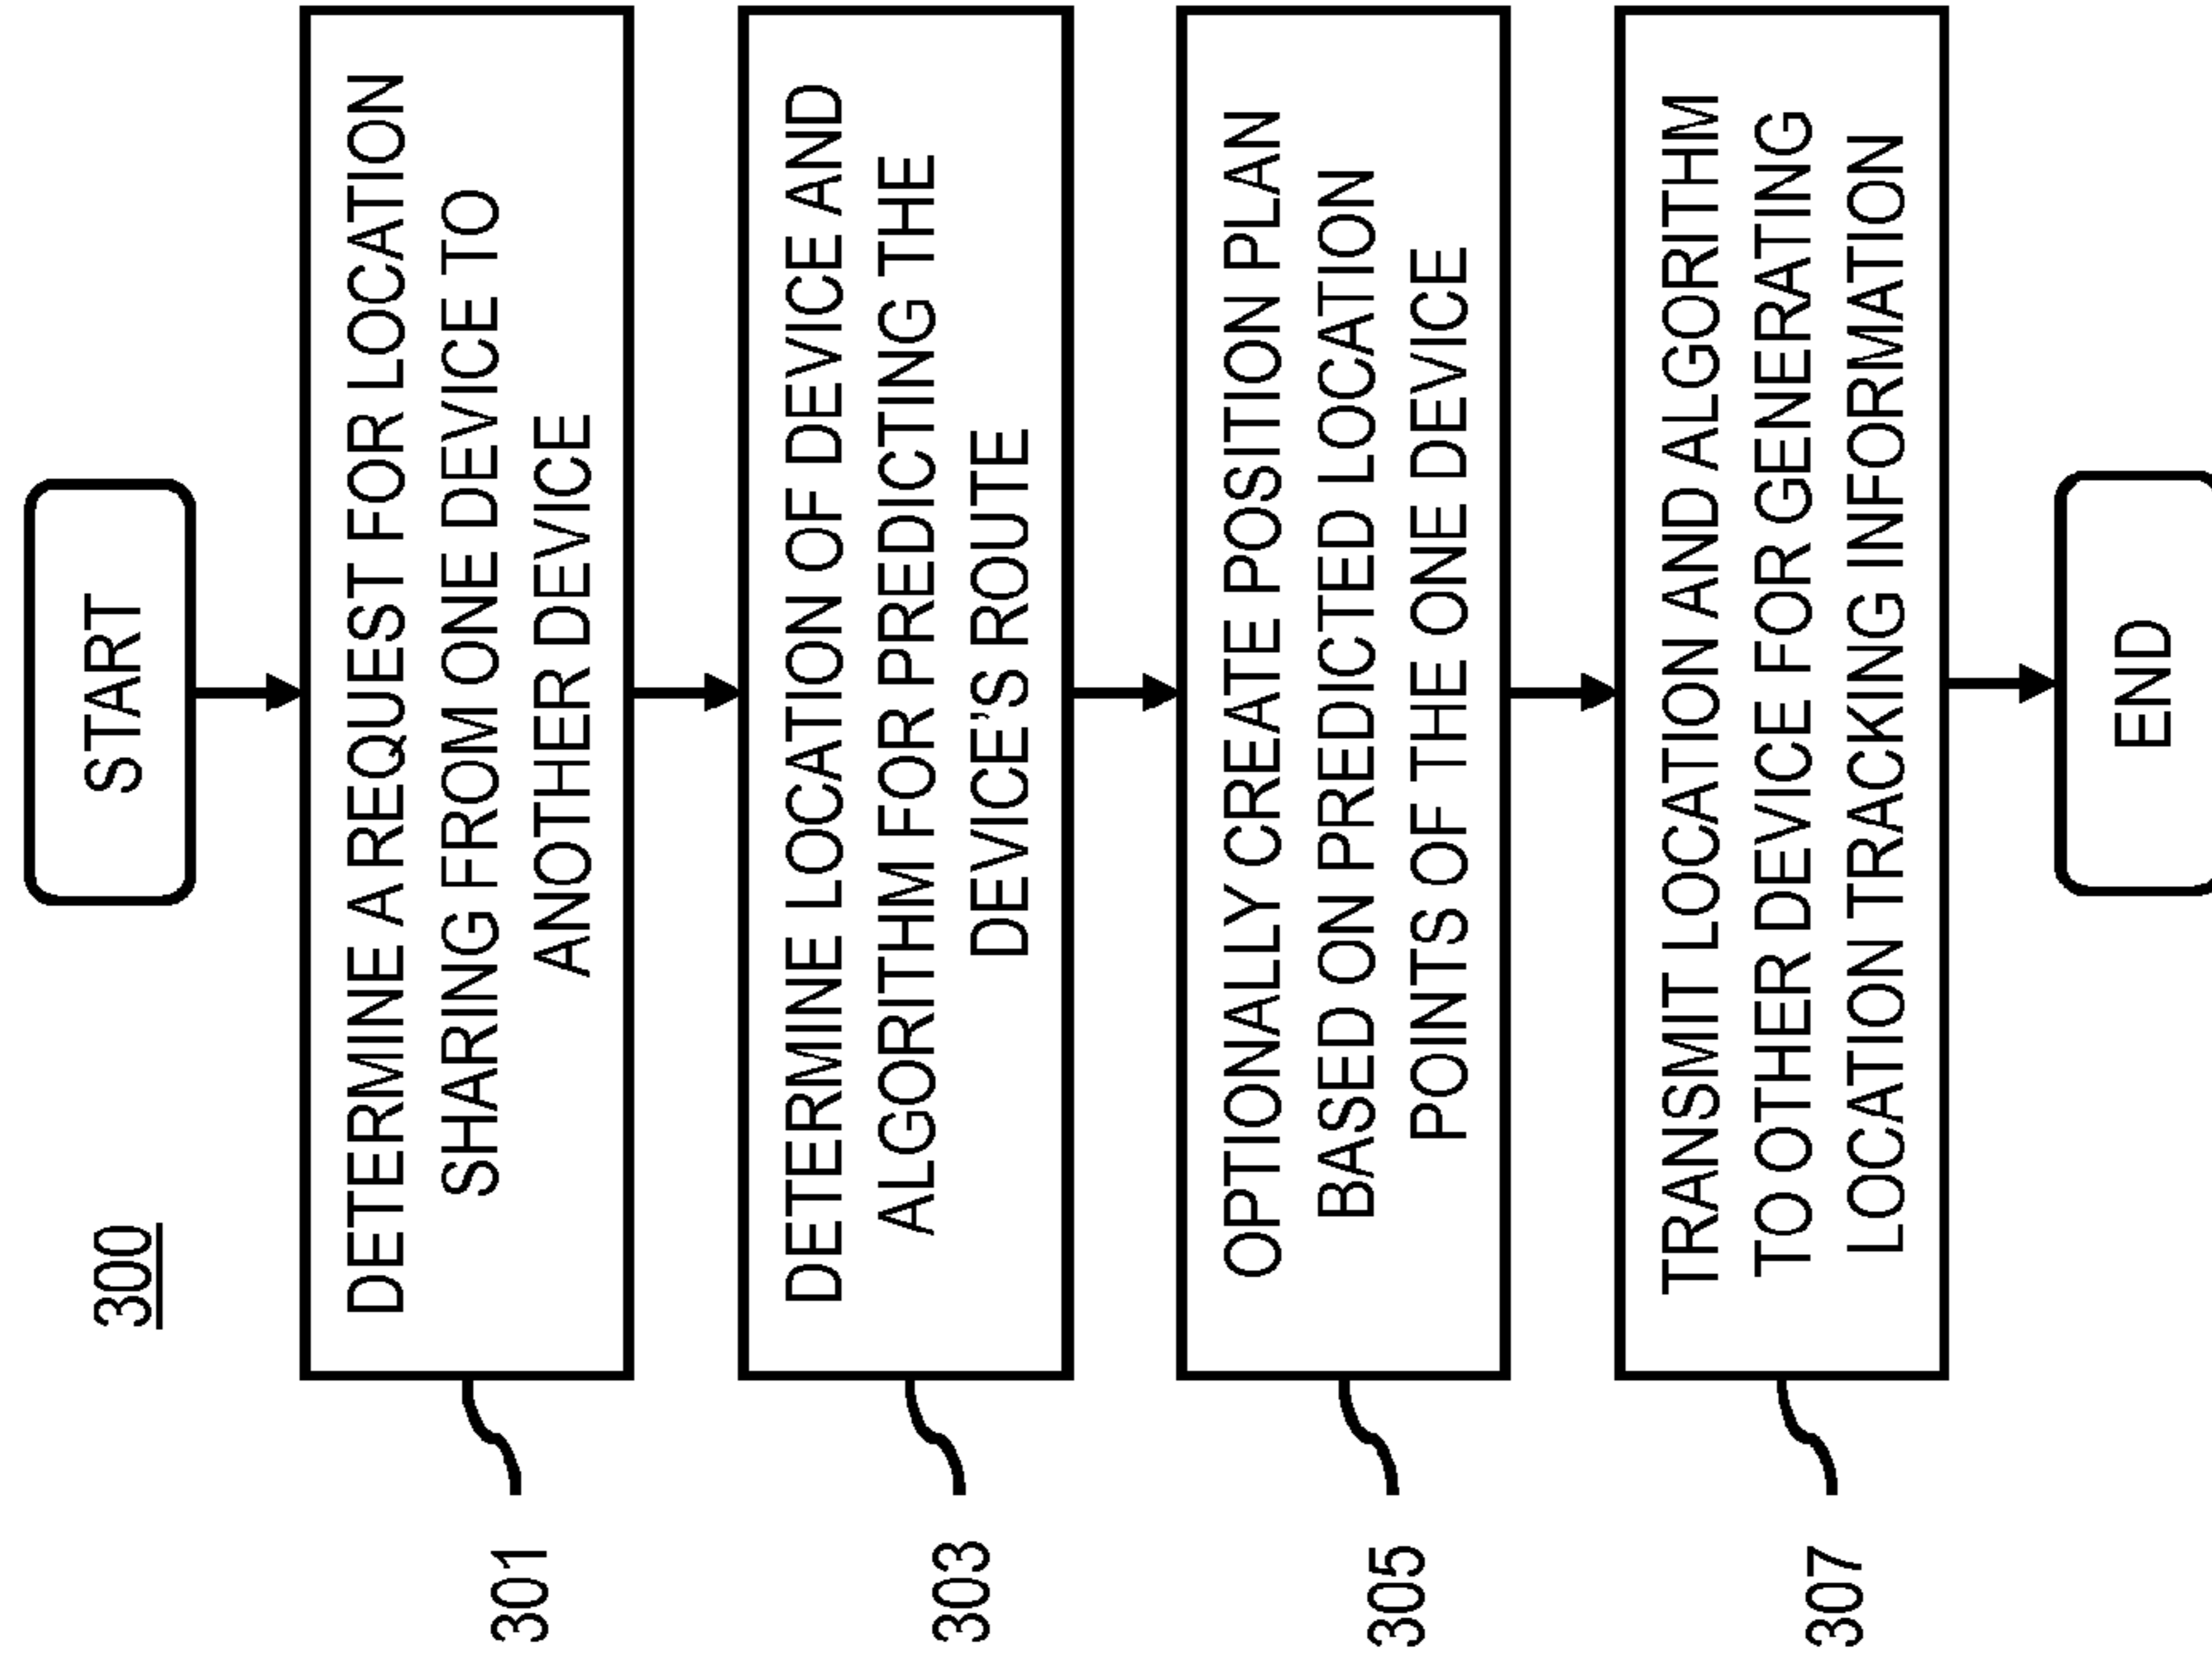 300
START
DETERMINE A REQUEST FOR LOCATION
SHARING FROM ONE DEVICE TO
ANOTHER DEVICE
301
DETERMINE LOCATION OF DEVICE AND
ALGORITHM FOR PREDICTING THE
DEVICE'S ROUTE
303
OPTIONALLY CREATE POSITION PLAN
BASED ON PREDICTED LOCATION
POINTS OF THE ONE DEVICE
305
TRANSMIT LOCATION AND ALGORITHM
TO OTHER DEVICE FOR GENERATING
LOCATION TRACKING INFORMATION
307
END